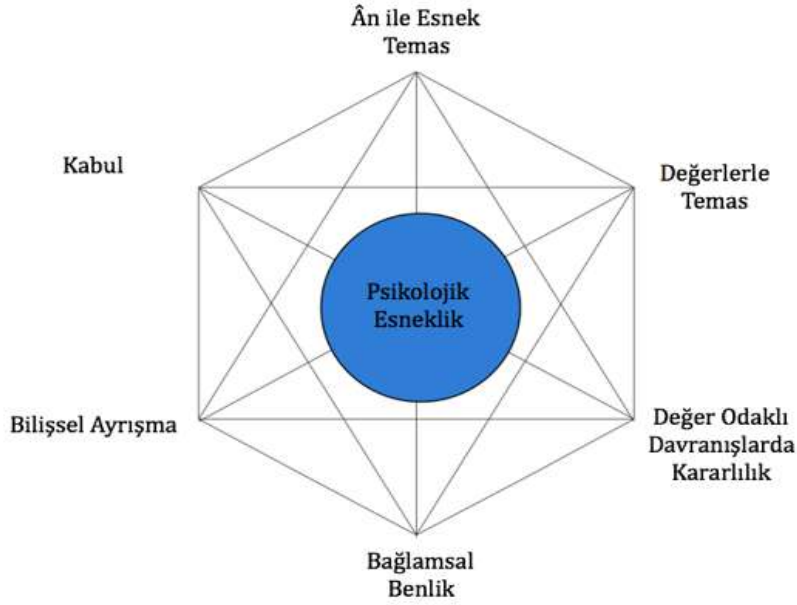 Ân ile Esnek
Temas
Kabul
Değerlerle
Temas
Psikolojik
Esneklik
Bilişsel Ayrışma
Değer Odaklı
Davranışlarda
Kararlılık
Bağlamsal
Benlik